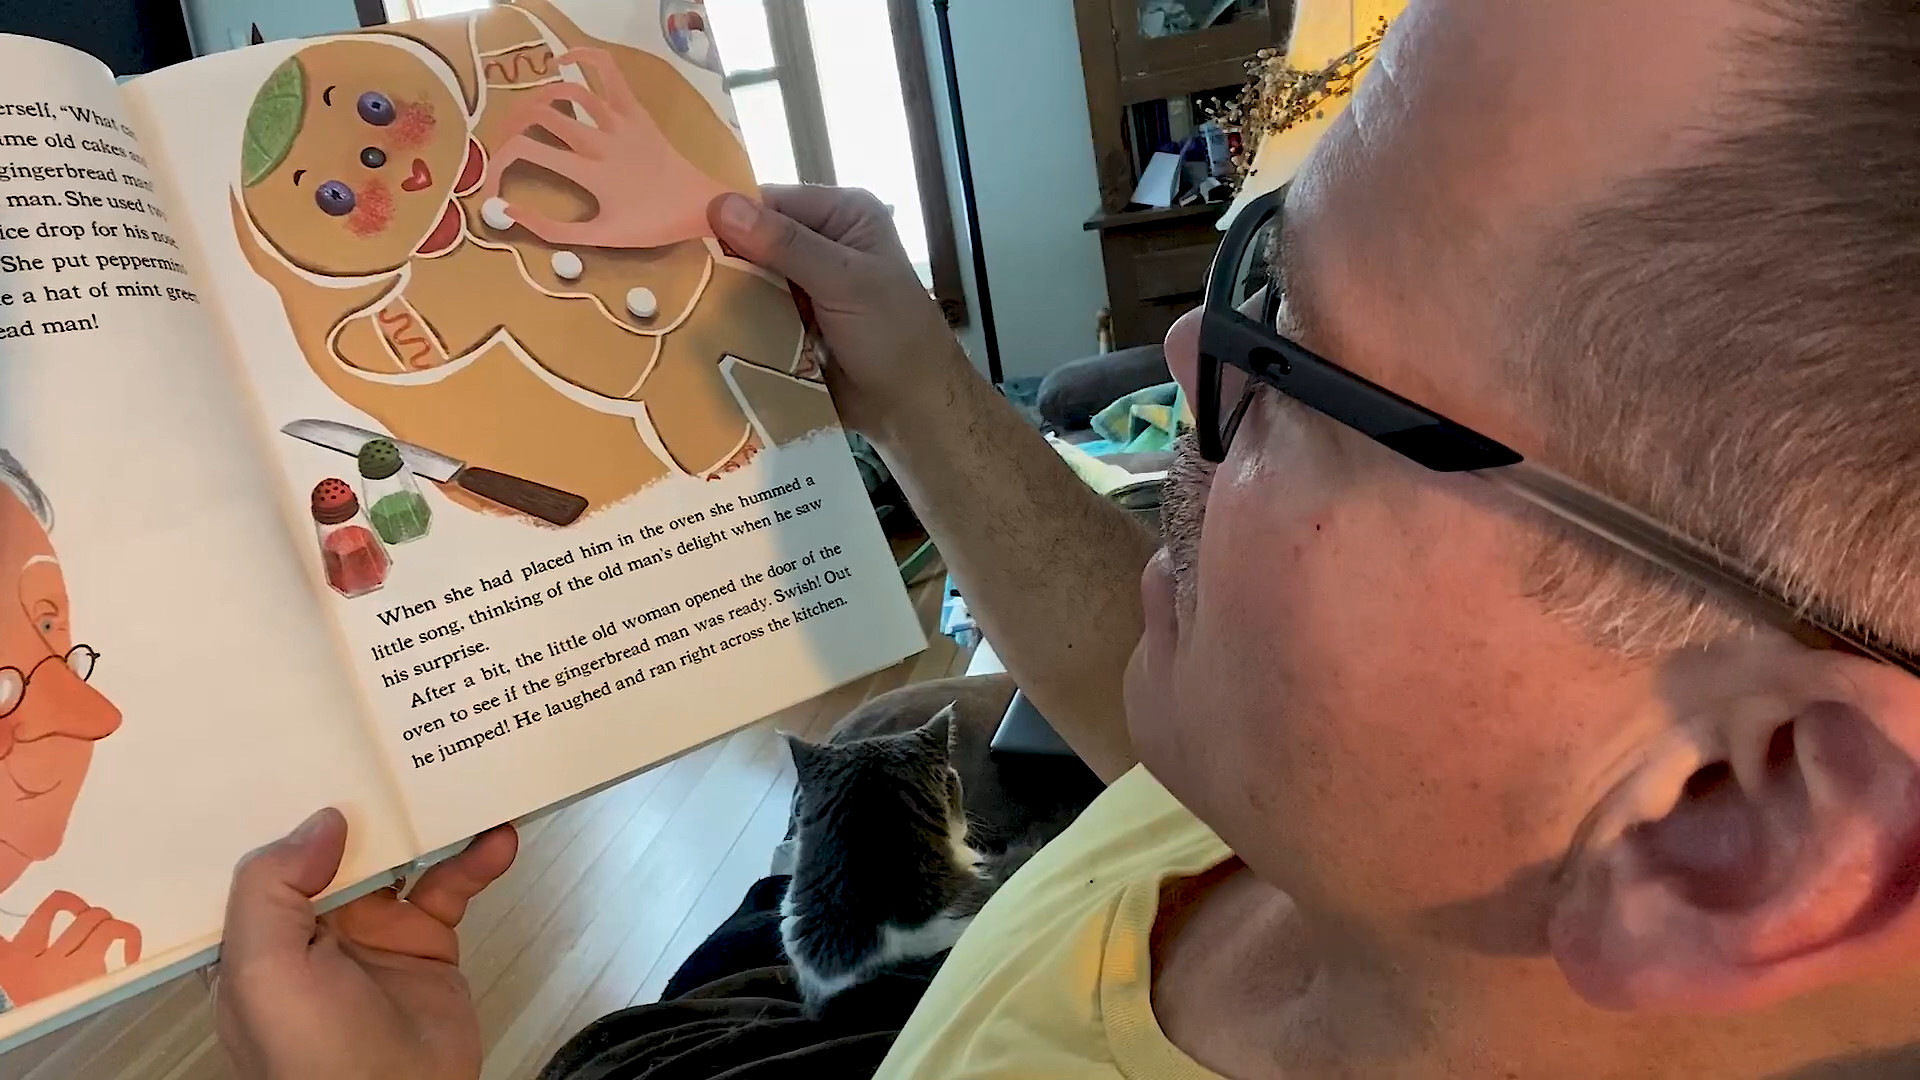 erself, "What can
ame old cakes and
gingerbread man
man. She used
ice drop for his nose.
She put peppermin
e a hat of mint green
ead man!
When she had placed him in the oven she hummed a
little song, thinking of the old man's delight when he saw
his surprise.
After a bit, the little old woman opened the door of the
oven to see if the gingerbread man was ready. Swish! Out
he jumped! He laughed and ran right across the kitchen.